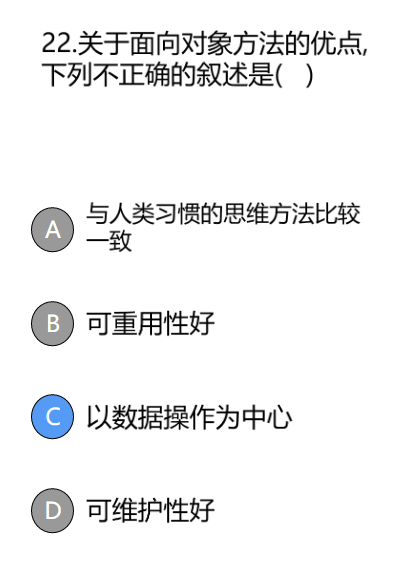 22.关于面向对象方法的优点,
下列不正确的叙述是(   )
A
与人类习惯的思维方法比较
一致
B
可重用性好
C
以数据操作为中心
D
可维护性好